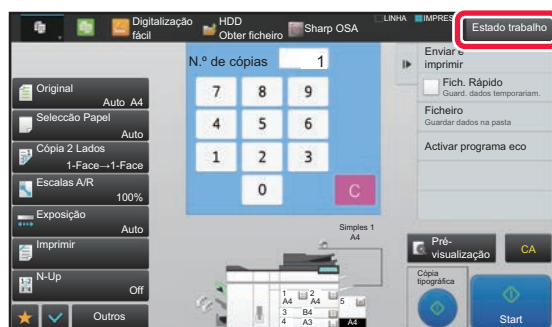 Digitalização
fácil
HDD
Obter ficheiro
Sharp OSA
LINHA
IMPRES
Estado trabalho
Original
Auto A4
Seleccão Papel
Auto
Cópia 2 Lados
1-Face→1-Face
Escalas A/R
100%
Exposição
Auto
Imprimir
N-Up
Off
Outros
N.º de cópias
1
7 8 9
4 5 6
1 2 3
0 C
Simples 1
A4
1 A4
2 A4
3 B4
4 A3
5
A4
Enviar e
imprimir
Fich. Rápido
Guard. dados temporariam.
Ficheiro
Guardar dados na pasta
Activar programa eco
Pré-
visualização
CA
Cópia
tipográfica
Start